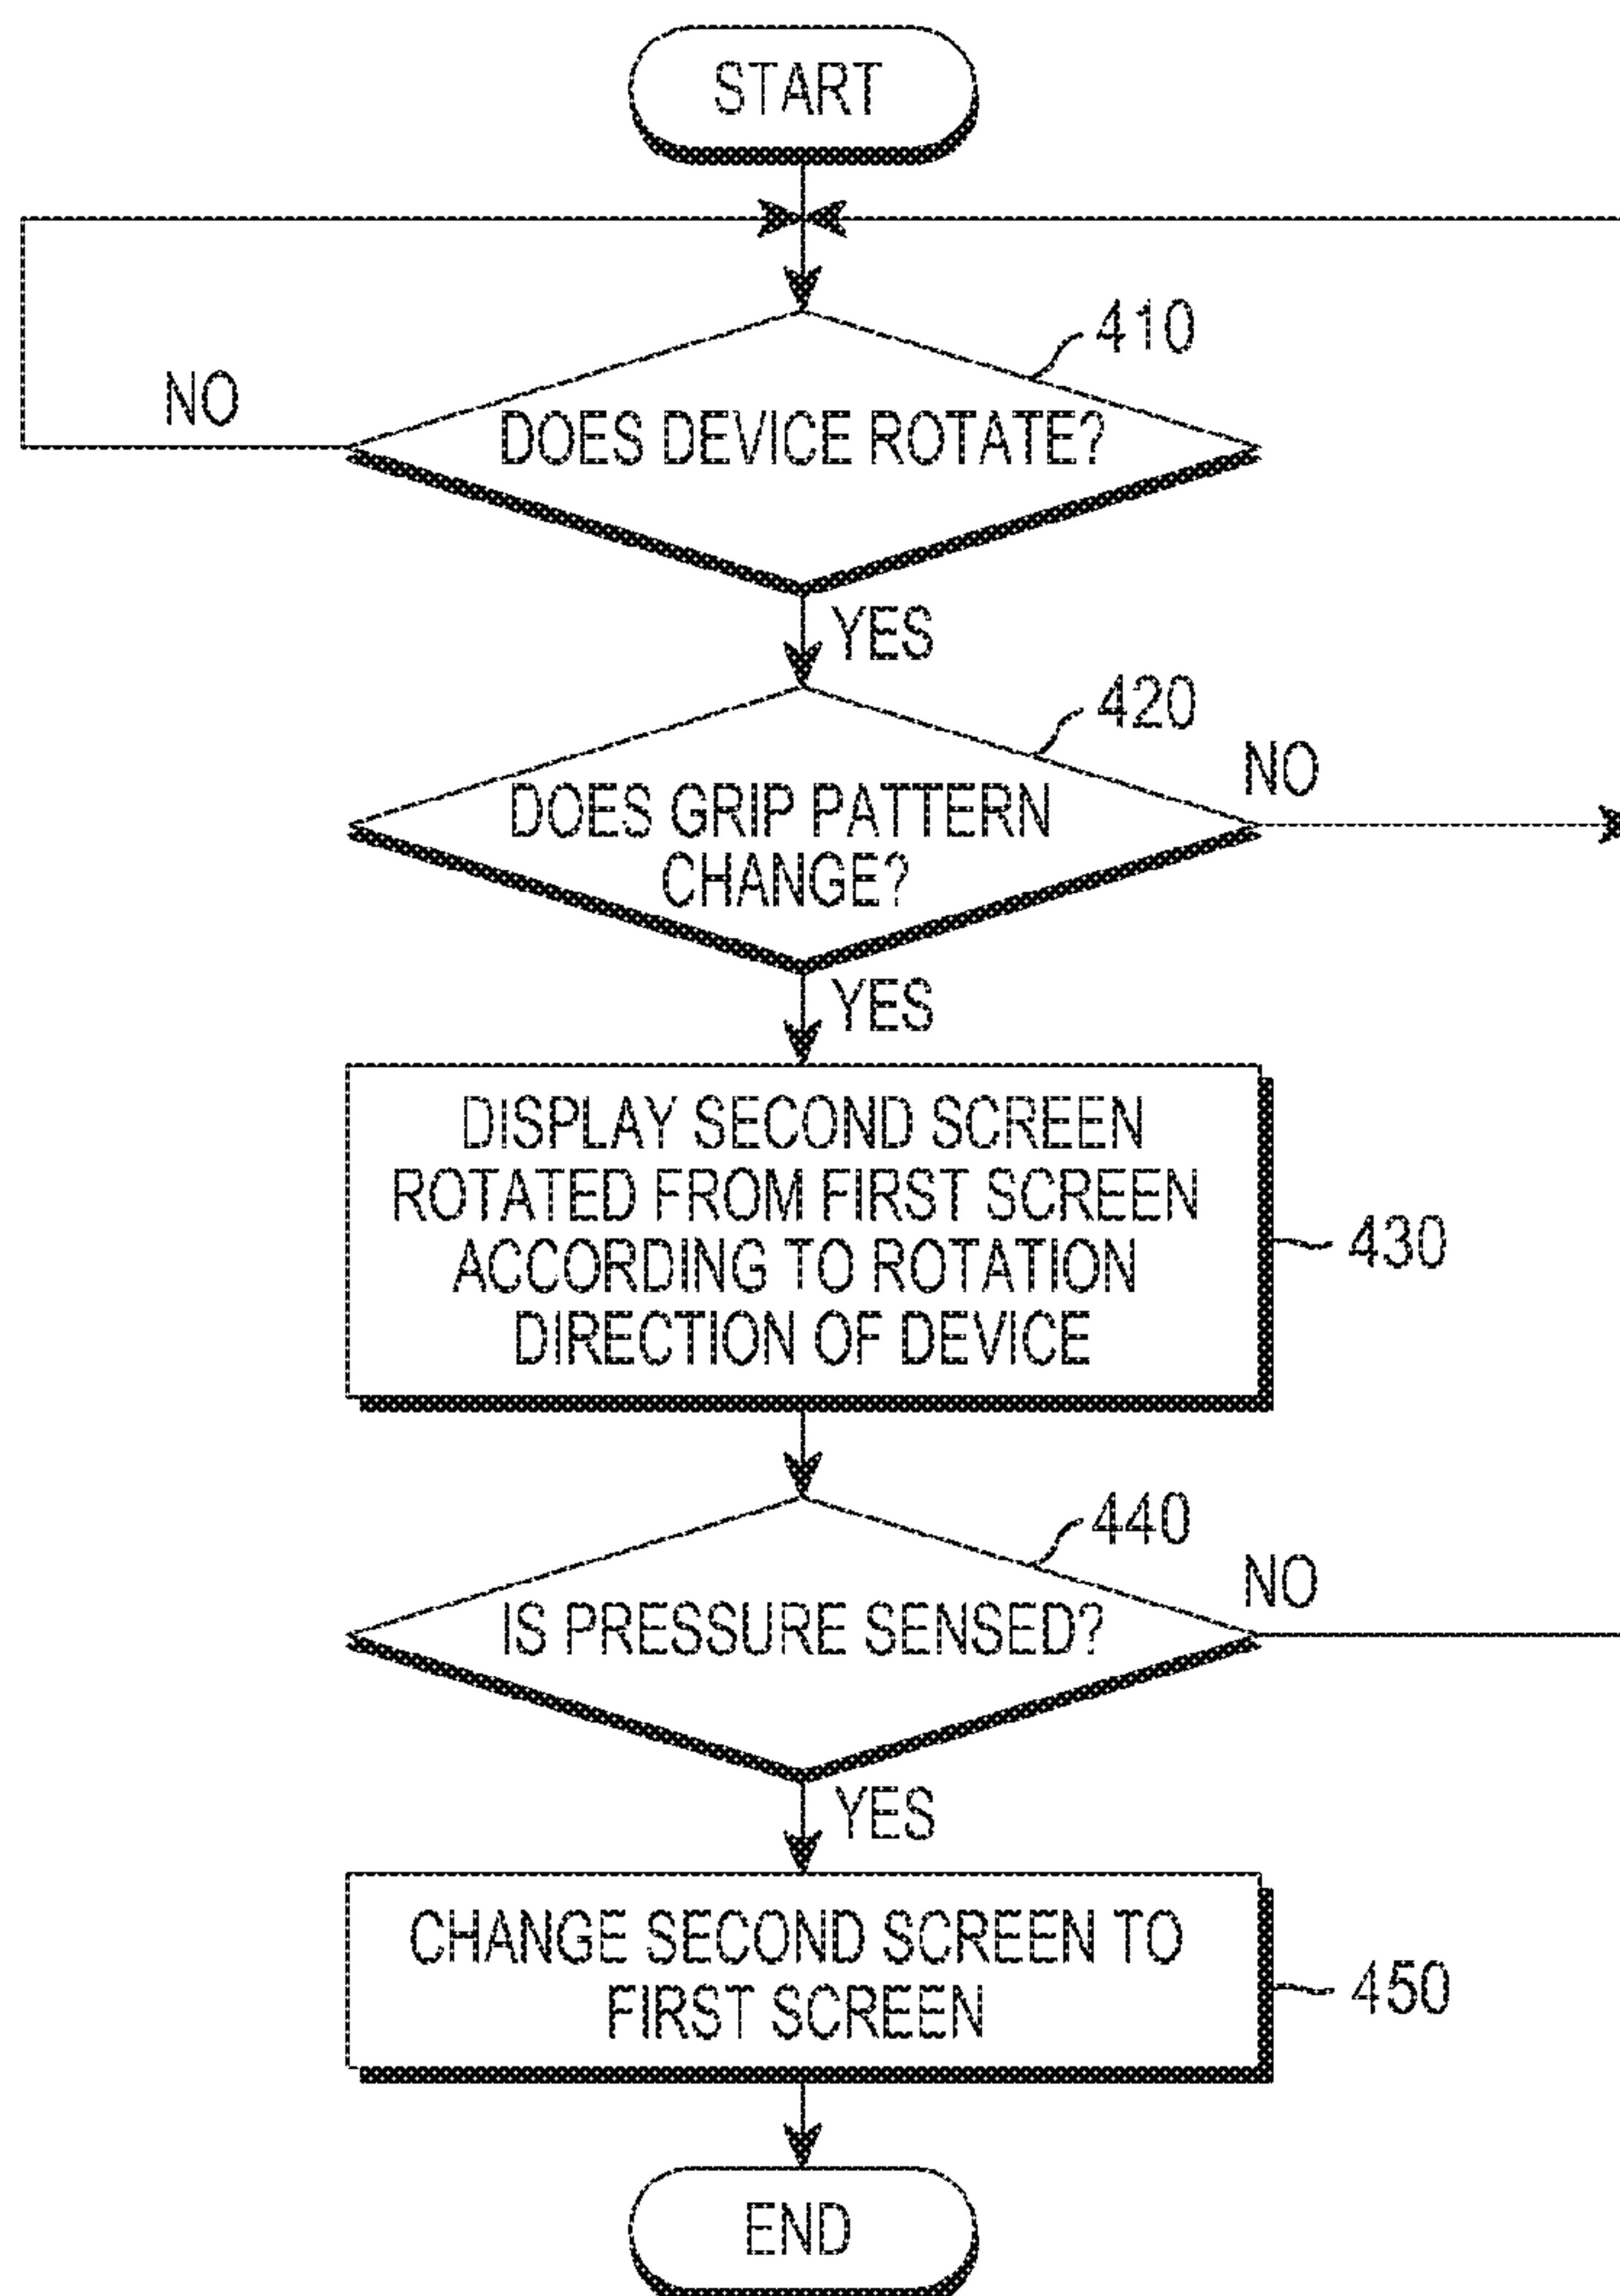 START
410
NO
DOES DEVICE ROTATE?
YES
420
NO
DOES GRIP PATTERN
CHANGE?
YES
DISPLAY SECOND SCREEN
ROTATED FROM FIRST SCREEN
ACCORDING TO ROTATION
DIRECTION OF DEVICE
430
440
NO
IS PRESSURE SENSED?
YES
CHANGE SECOND SCREEN TO
FIRST SCREEN
450
END